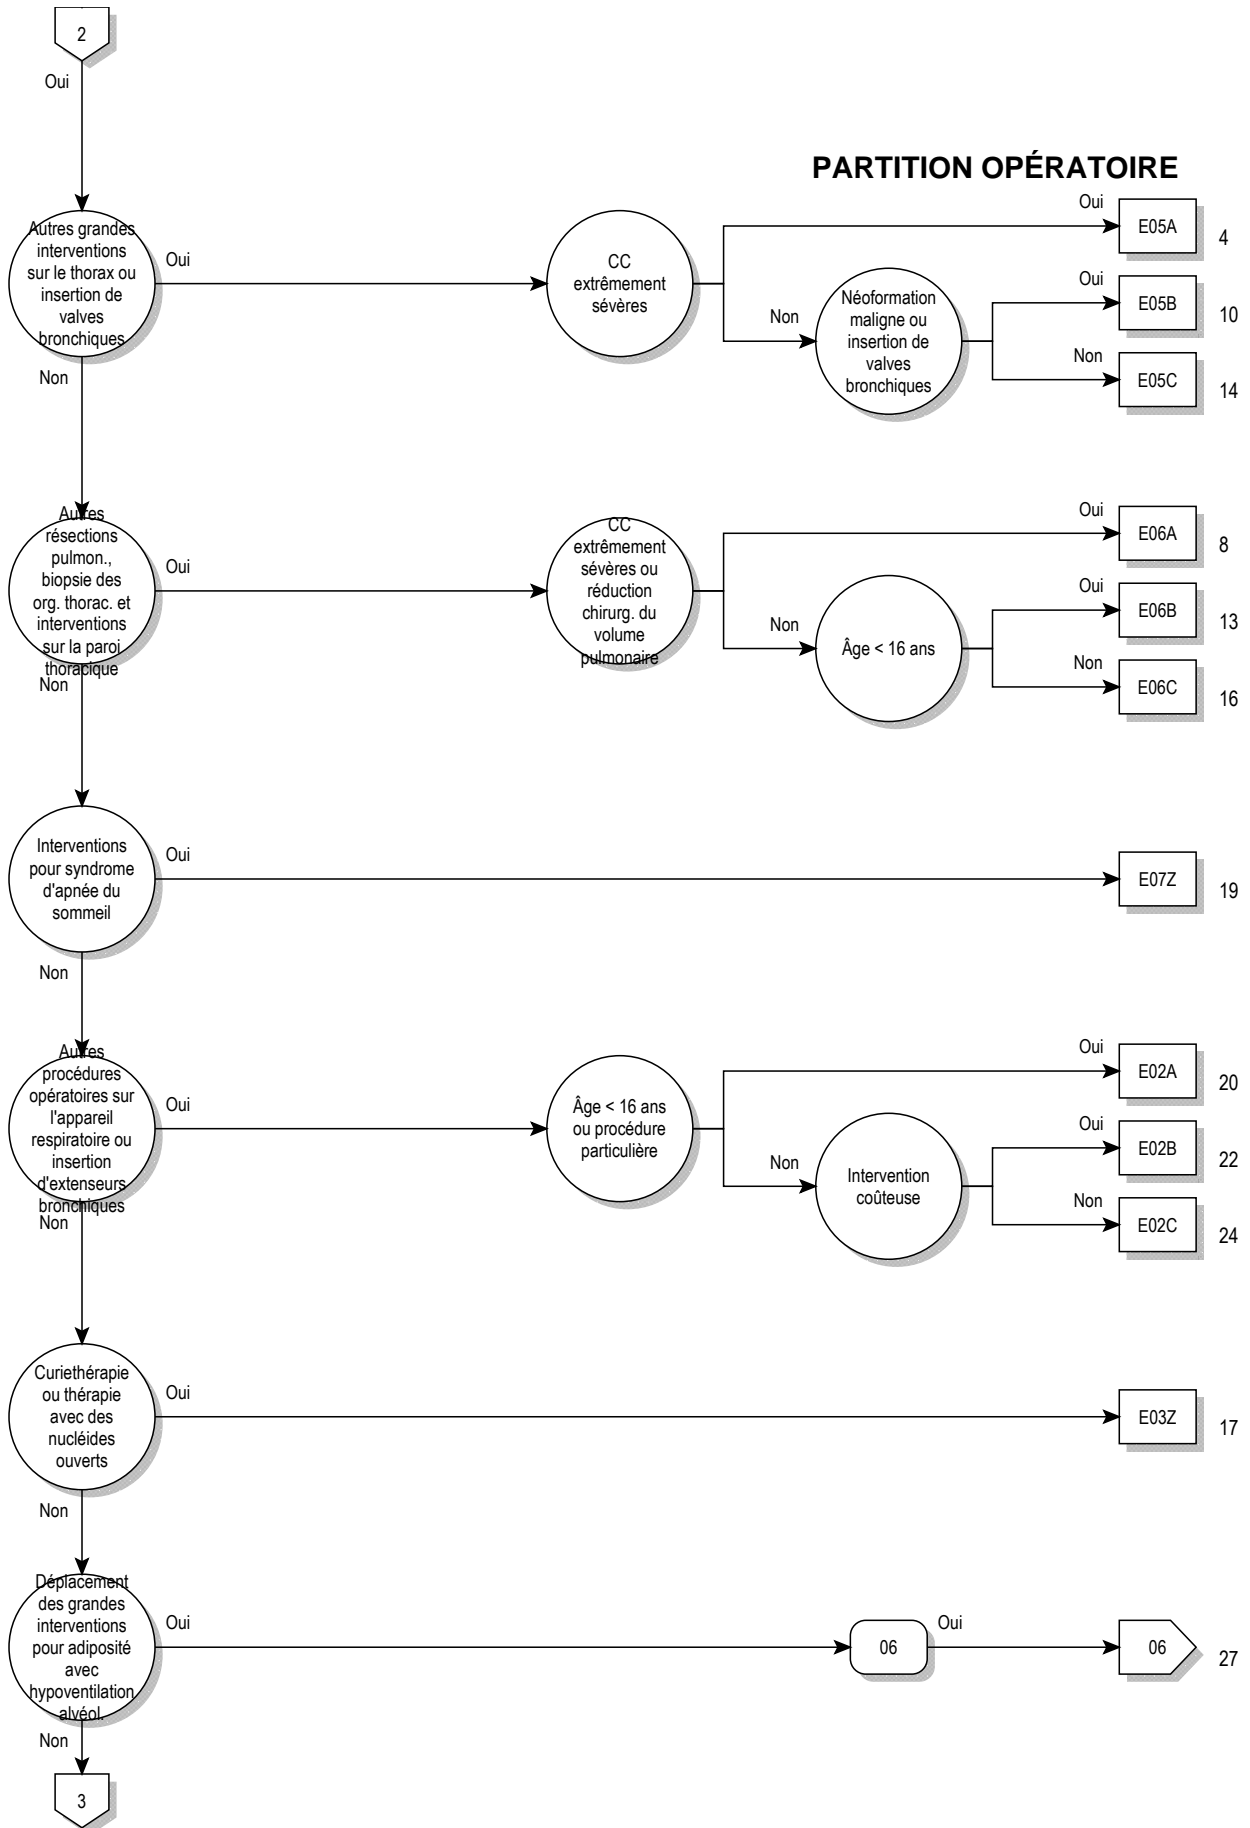 2
Oui
PARTITION OPÉRATOIRE
Autres grandes
interventions
sur le thorax ou
insertion de
valves
bronchiques
Oui
CC
extrêmement
sévères
Oui
E05A
4
Non
Néoformation
maligne ou
insertion de
valves
bronchiques
Oui
E05B
10
Non
E05C
14
Non
Autres
résections
pulmon.,
biopsie des
org. thorac. et
interventions
sur la paroi
thoracique
Oui
CC
extrêmement
sévères ou
réduction
chirurg. du
volume
pulmonaire
Oui
E06A
8
Non
Âge < 16 ans
Oui
E06B
13
Non
E06C
16
Non
Interventions
pour syndrome
d'apnée du
sommeil
Oui
E07Z
19
Non
Autres
procédures
opératoires sur
l'appareil
respiratoire ou
insertion
d'extenseurs
bronchiques
Oui
Âge < 16 ans
ou procédure
particulière
Oui
E02A
20
Non
Intervention
coûteuse
Oui
E02B
22
Non
E02C
24
Non
Curiethérapie
ou thérapie
avec des
nucléides
ouverts
Oui
E03Z
17
Non
Déplacement
des grandes
interventions
pour adiposité
avec
hypoventilation
alvéol.
Oui
06
Oui
06
27
Non
3